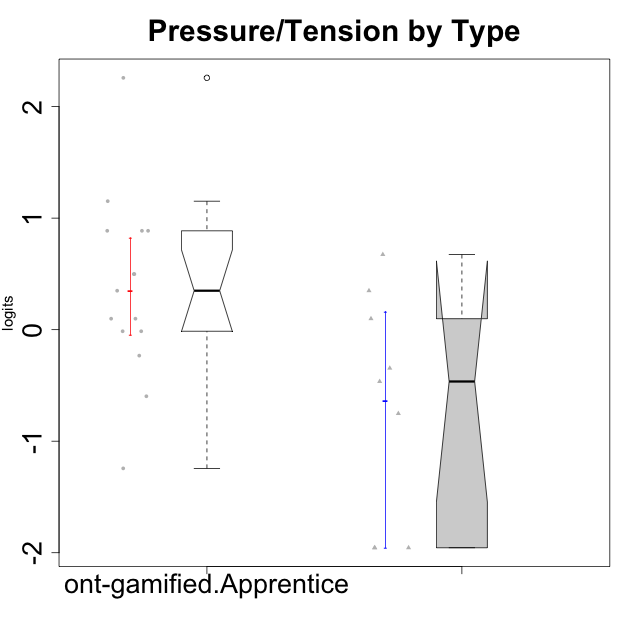 Pressure/Tension by Type
2
1
0
-1
-2
logits
ont-gamified.Apprentice